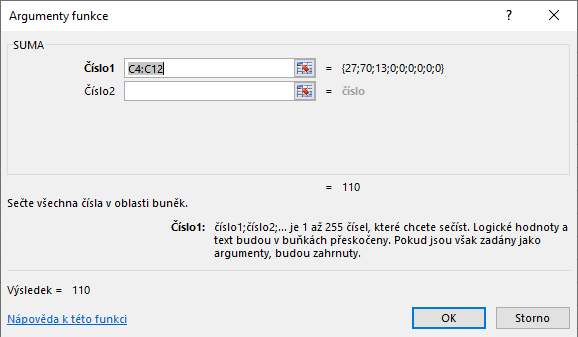 Argumenty funkce
SUMA
Číslo1 C4:C12 = {27;70;13;0;0;0;0;0;0}
Číslo2 = číslo
= 110
Sečte všechna čísla v oblasti buněk.
Číslo1: číslo1;číslo2;... je 1 až 255 čísel, které chcete sečíst. Logické hodnoty a
text budou v buňkách přeskočeny. Pokud jsou však zadány jako
argumenty, budou zahrnuty.
Výsledek = 110
Nápověda k této funkci
OK Storno